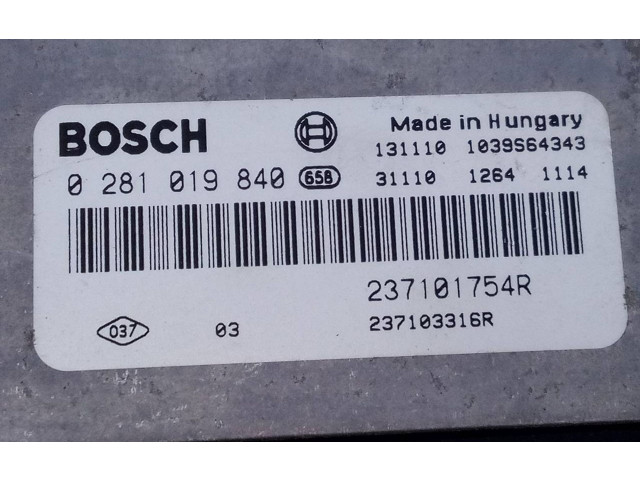 BOSCH
Made in Hungary
131110 1039S64343
0 281 019 840 658
31110 1264 1114
237101754R
037 03
237103316R